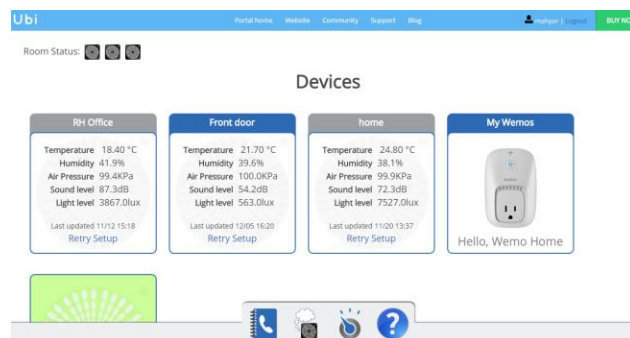 Ubi
Portal home Website Community Support Blog
mahyar | Logout
BUY NO
Room Status:
Devices
RH Office
Temperature 18.40 °C
Humidity 41.9%
Air Pressure 99.4KPa
Sound level 87.3dB
Light level 3867.0lux
Last updated 11/12 15:18
Retry Setup
Front door
Temperature 21.70 °C
Humidity 39.6%
Air Pressure 100.0KPa
Sound level 54.2dB
Light level 563.0lux
Last updated 12/05 16:20
Retry Setup
home
Temperature 24.80 °C
Humidity 38.1%
Air Pressure 99.9KPa
Sound level 72.3dB
Light level 7527.0lux
Last updated 11/20 13:37
Retry Setup
My Wemos
Hello, Wemo Home
?